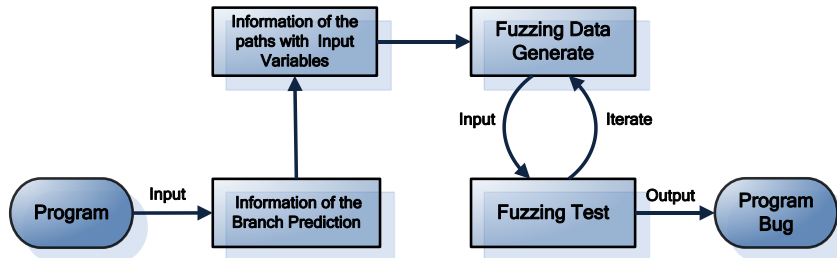 Information of the
paths with Input
Variables
Fuzzing Data
Generate
Input
Iterate
Program
Input
Information of the
Branch Prediction
Fuzzing Test
Output
Program
Bug